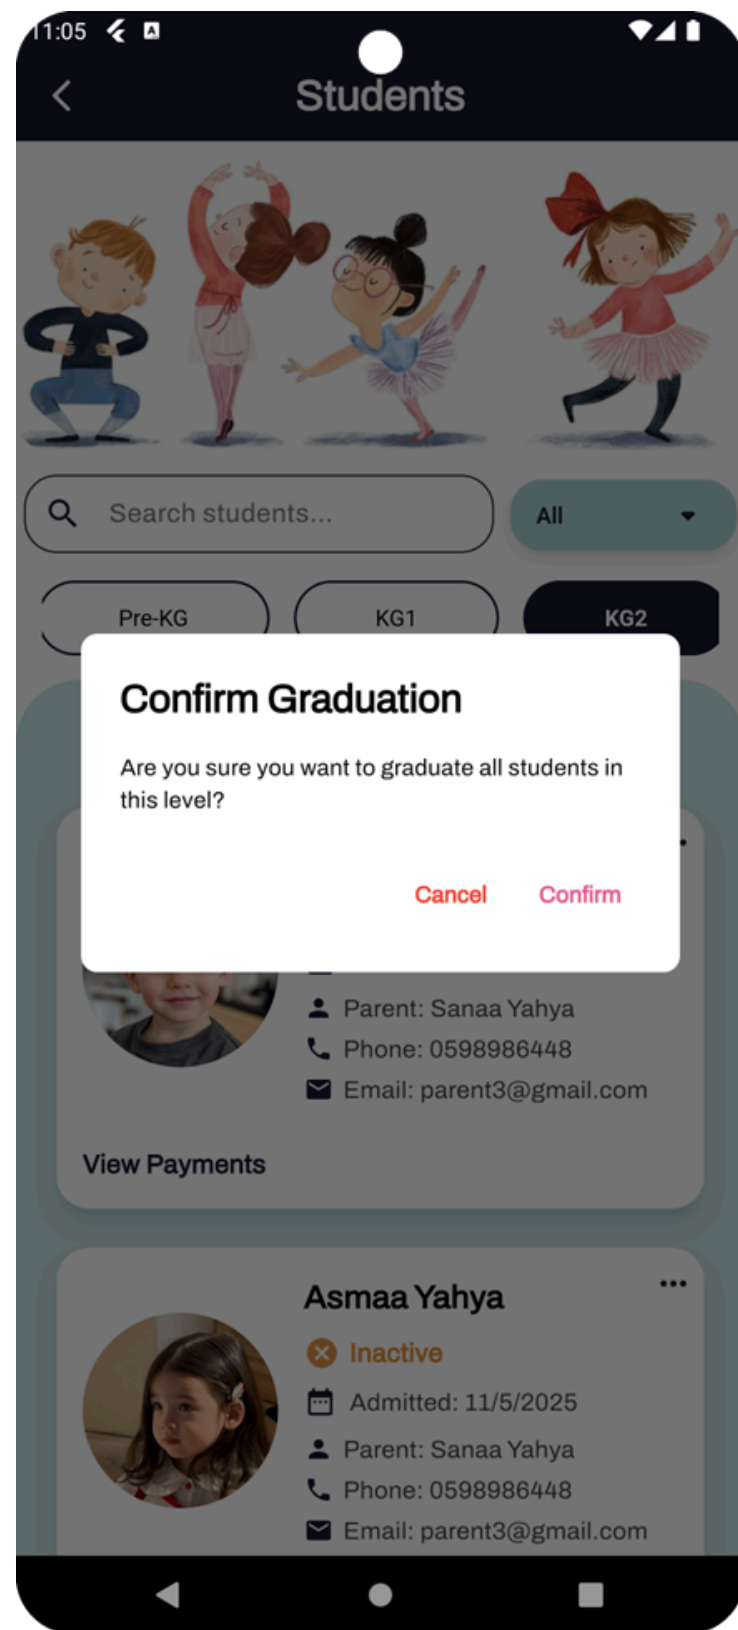 11:05
Students
Search students...
All
Pre-KG
KG1
KG2
Confirm Graduation
Are you sure you want to graduate all students in
this level?
Cancel
Confirm
Parent: Sanaa Yahya
Phone: 0598986448
Email: parent3@gmail.com
View Payments
Asmaa Yahya
Inactive
Admitted: 11/5/2025
Parent: Sanaa Yahya
Phone: 0598986448
Email: parent3@gmail.com